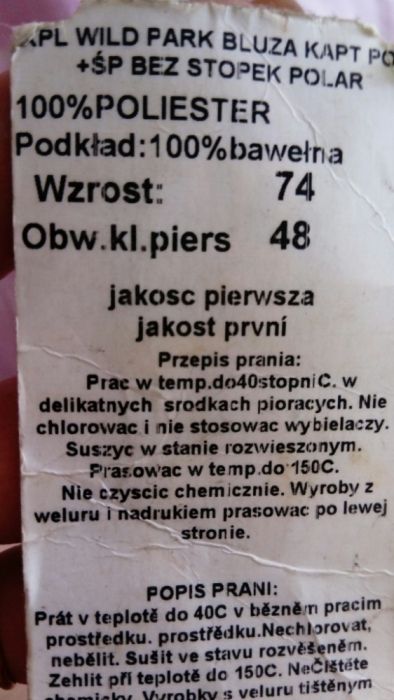 KPL WILD PARK BLUZA KAPT PO
+ŚP BEZ STOPEK POLAR
100%POLIESTER
Podkład:100%bawełna
Wzrost: 74
Obw.kl.piers 48
jakosc pierwsza
jakost první
Przepis prania:
Prac w temp.do40stopniC. w
delikatnych srodkach pioracych. Nie
chlorowac i nie stosowac wybielaczy.
Suszyc w stanie rozwieszonym.
Prasowac w temp.do 150C.
Nie czyscic chemicznie. Wyroby z
weluru i nadrukiem prasowac po lewej
stronie.
POPIS PRANI:
Prát v teplotě do 40C v běžném pracim
prostředku. prostředku.Nechlorovat,
nebělit. Sušit ve stavu rozvěšeném.
Zehlit při teplotě do 150C. NeČištěte
chemicky. Vyrobky s veluru tištěným